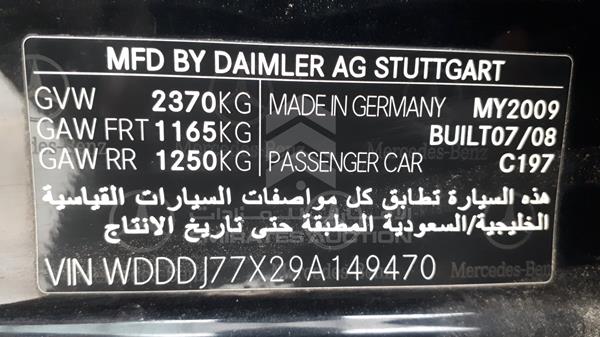 MFD BY DAIMLER AG STUTTGART
GVW 2370KG MADE IN GERMANY MY2009
GAW FRT 1165KG BUILT07/08
GAW RR 1250KG PASSENGER CAR C197
هذه السيارة تطابق كل مواصفات السيارات القياسية
الخليجية/السعودية المطبقة حتى تاريخ الانتاج
EMIRATES AUCTION
VIN WDDDJ77X29A149470
Mercedes-Benz